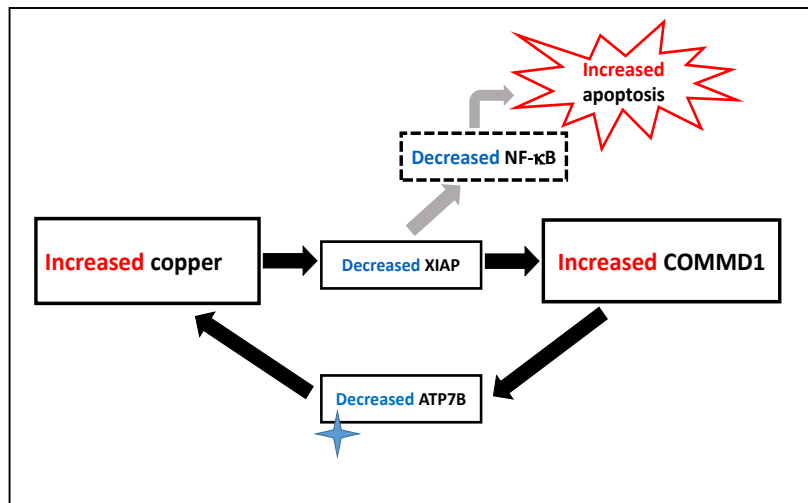 Increased
apoptosis
Decreased NF-κB
Increased copper
Decreased XIAP
Increased COMMD1
Decreased ATP7B